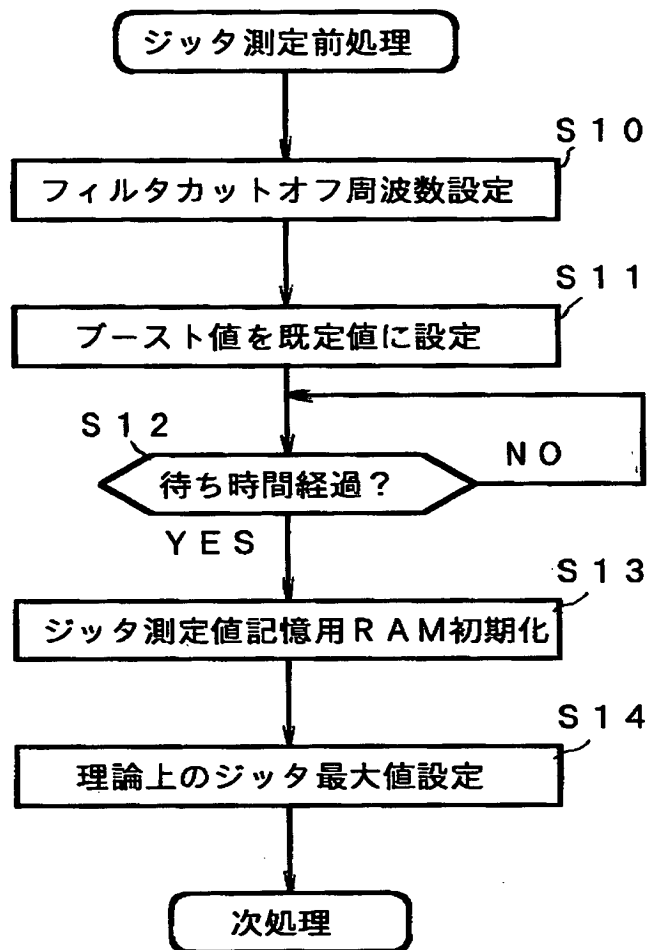 ジッタ測定前処理
S10
フィルタカットオフ周波数設定
S11
ブースト値を既定値に設定
S12
待ち時間経過?
NO
YES
S13
ジッタ測定値記憶用RAM初期化
S14
理論上のジッタ最大値設定
次処理